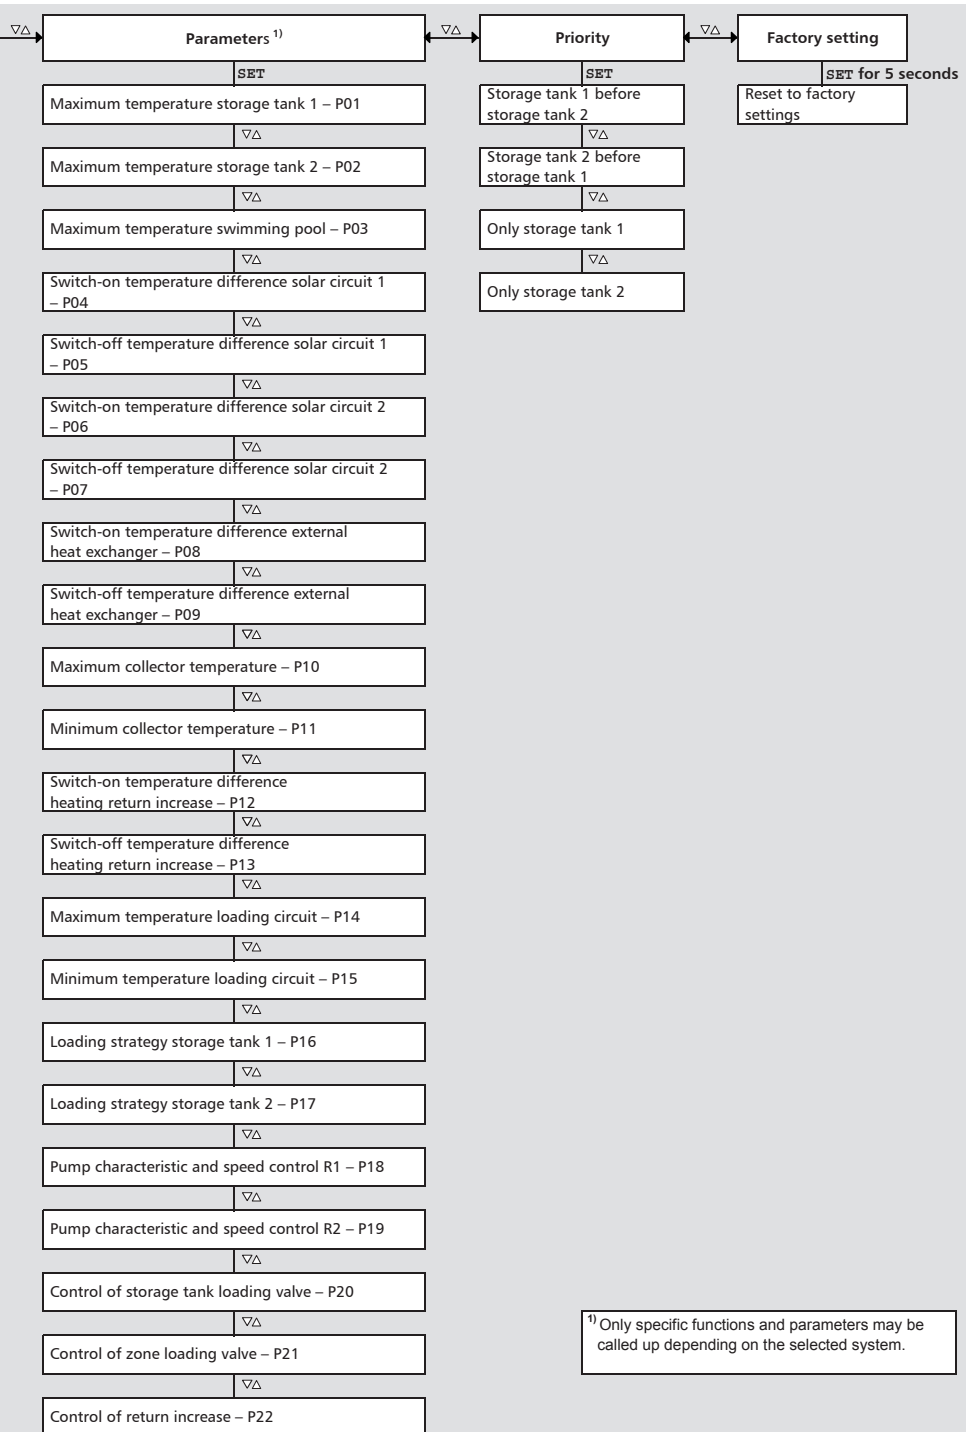 ▽△
Parameters 1)
▽△
Priority
▽△
Factory setting
SET
Maximum temperature storage tank 1 – P01
▽△
Maximum temperature storage tank 2 – P02
▽△
Maximum temperature swimming pool – P03
▽△
Switch-on temperature difference solar circuit 1
– P04
▽△
Switch-off temperature difference solar circuit 1
– P05
▽△
Switch-on temperature difference solar circuit 2
– P06
▽△
Switch-off temperature difference solar circuit 2
– P07
▽△
Switch-on temperature difference external
heat exchanger – P08
▽△
Switch-off temperature difference external
heat exchanger – P09
▽△
Maximum collector temperature – P10
▽△
Minimum collector temperature – P11
▽△
Switch-on temperature difference
heating return increase – P12
▽△
Switch-off temperature difference
heating return increase – P13
▽△
Maximum temperature loading circuit – P14
▽△
Minimum temperature loading circuit – P15
▽△
Loading strategy storage tank 1 – P16
▽△
Loading strategy storage tank 2 – P17
▽△
Pump characteristic and speed control R1 – P18
▽△
Pump characteristic and speed control R2 – P19
▽△
Control of storage tank loading valve – P20
▽△
Control of zone loading valve – P21
▽△
Control of return increase – P22
SET
Storage tank 1 before
storage tank 2
▽△
Storage tank 2 before
storage tank 1
▽△
Only storage tank 1
▽△
Only storage tank 2
SET for 5 seconds
Reset to factory
settings
1) Only specific functions and parameters may be
called up depending on the selected system.